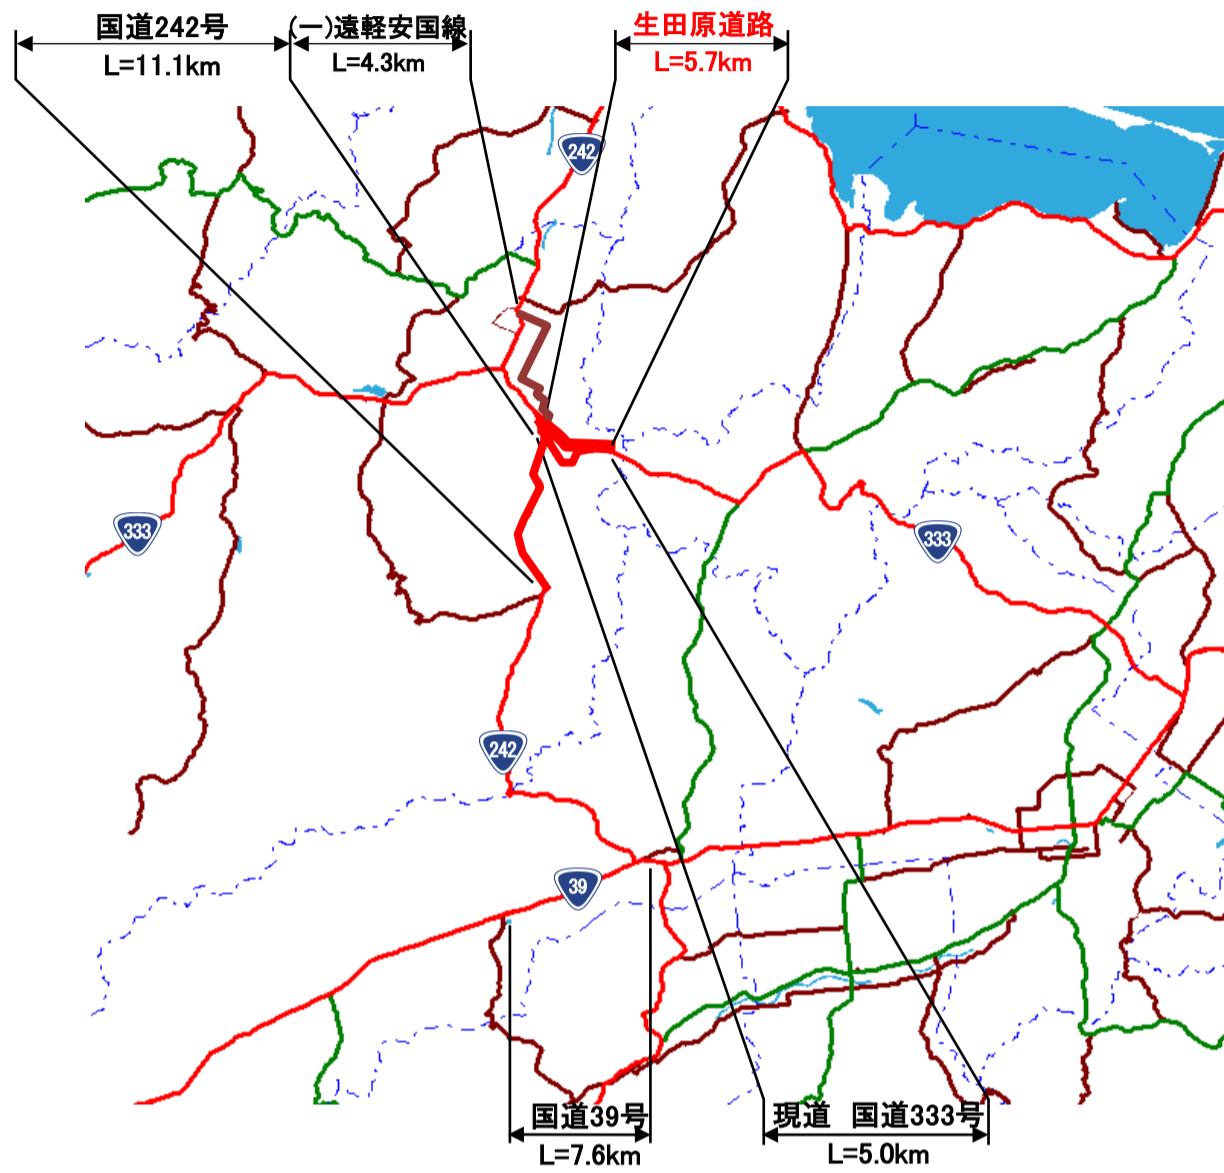 国道242号
L=11.1km
(一)遠軽安国線
L=4.3km
生田原道路
L=5.7km
242
333
333
242
39
国道39号
L=7.6km
現道 国道333号
L=5.0km